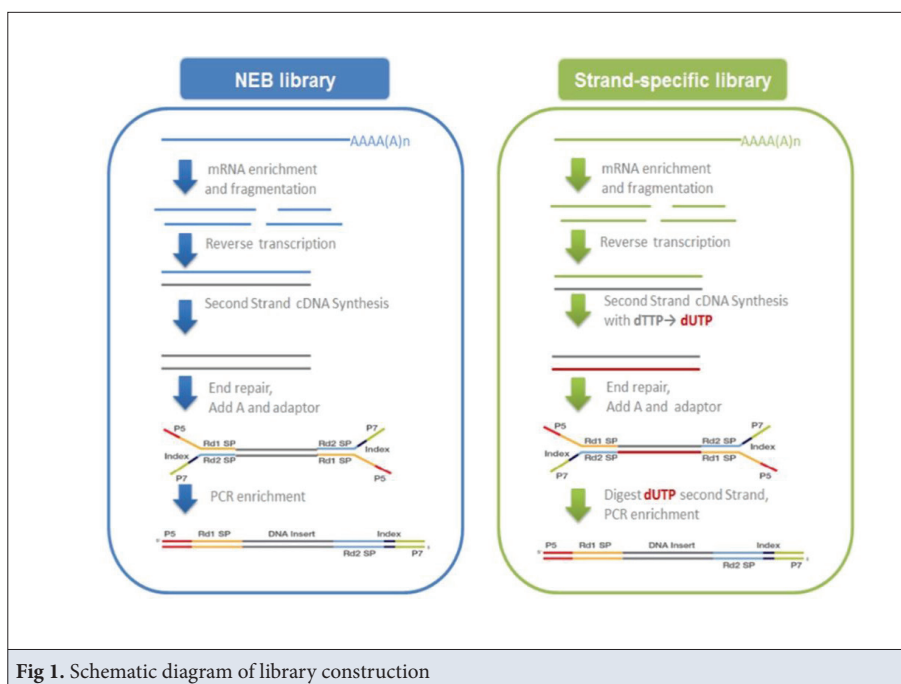 NEB library
AAAA(A)n
mRNA enrichment
and fragmentation
Reverse transcription
Second Strand cDNA Synthesis
End repair,
Add A and adaptor
P5
Rd1 SP
Rd2 SP
P7
Index
Index
Rd2 SP
Rd1 SP
P7
P5
PCR enrichment
P5
Rd1 SP
DNA Insert
Index
Rd2 SP
P7
Strand-specific library
AAAA(A)n
mRNA enrichment
and fragmentation
Reverse transcription
Second Strand cDNA Synthesis
with dTTP→ dUTP
End repair,
Add A and adaptor
P5
Rd1 SP
Rd2 SP
P7
Index
Index
Rd2 SP
Rd1 SP
P7
P5
Digest dUTP second Strand,
PCR enrichment
P5
Rd1 SP
DNA Insert
Index
Rd2 SP
P7
Fig 1. Schematic diagram of library construction